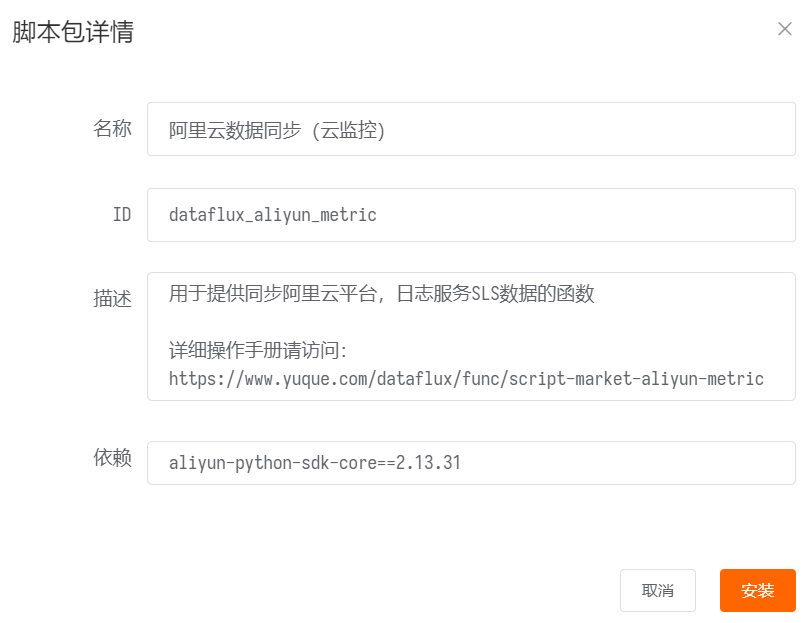 脚本包详情
名称
阿里云数据同步（云监控）
ID
dataflux_aliyun_metric
描述
用于提供同步阿里云平台，日志服务SLS数据的函数
详细操作手册请访问：
https://www.yuque.com/dataflux/func/script-market-aliyun-metric
依赖
aliyun-python-sdk-core==2.13.31
取消
安装